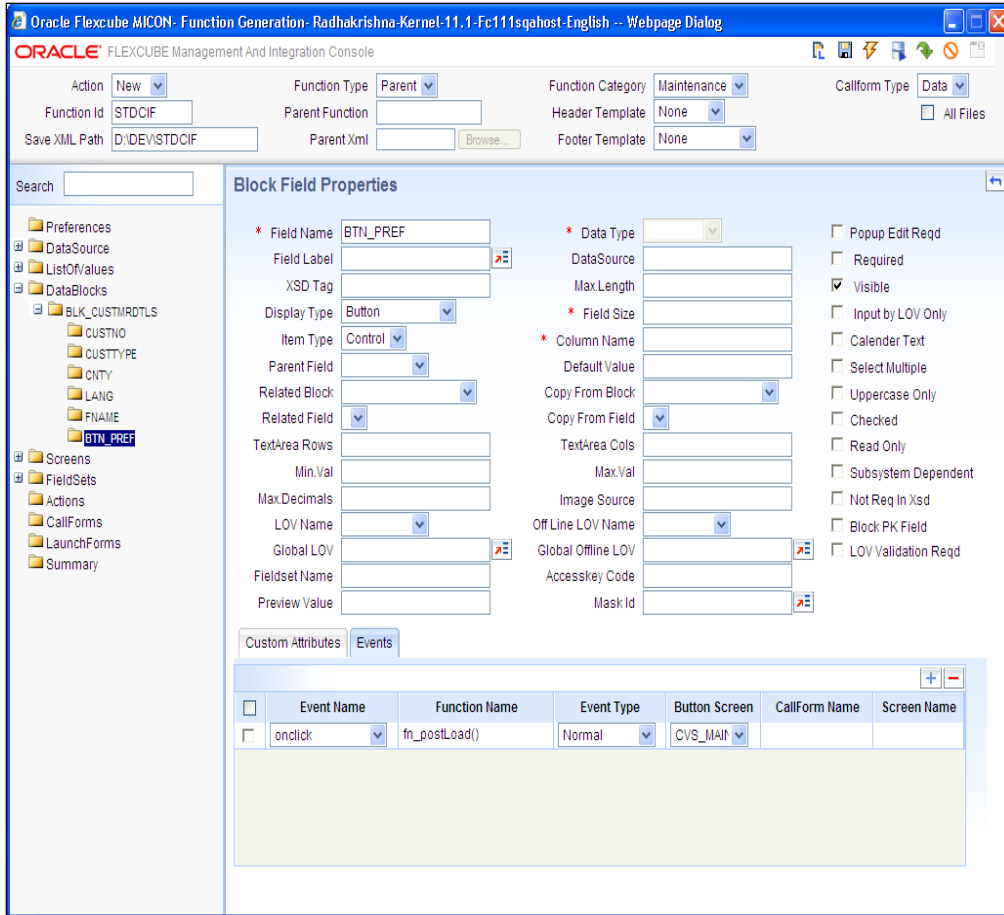 Oracle Flexcube MICON- Function Generation- Radhakrishna-Kernel-11.1-Fc111sqahost-English -- Webpage Dialog
ORACLE FLEXCUBE Management And Integration Console
Action New Function Type Parent Function Category Maintenance Callform Type Data
Function Id STDCIF Parent Function Header Template None All Files
Save XML Path D:\DEV\STDCIF Parent Xml Browse... Footer Template None
Search
Preferences
DataSource
ListOfValues
DataBlocks
BLK_CUSTMRDTLS
CUSTNO
CUSTTYPE
CNTY
LANG
FNAME
BTN_PREF
Screens
FieldSets
Actions
CallForms
LaunchForms
Summary
Block Field Properties
* Field Name BTN_PREF * Data Type Popup Edit Reqd
Field Label DataSource Required
XSD Tag Max.Length Visible
Display Type Button * Field Size Input by LOV Only
Item Type Control * Column Name Calender Text
Parent Field Default Value Select Multiple
Related Block Copy From Block Uppercase Only
Related Field Copy From Field Checked
TextArea Rows TextArea Cols Read Only
Min.Val Max.Val Subsystem Dependent
Max.Decimals Image Source Not Req In Xsd
LOV Name Off Line LOV Name Block PK Field
Global LOV Global Offline LOV LOV Validation Reqd
Fieldset Name Accesskey Code
Preview Value Mask Id
Custom Attributes Events
Event Name Function Name Event Type Button Screen CallForm Name Screen Name
onclick fn_postLoad() Normal CVS_MAIN